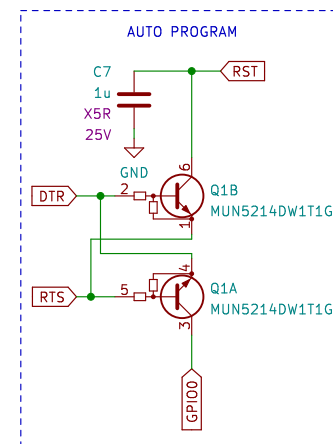 AUTO PROGRAM
C7
1u
X5R
25V
RST
GND
6
DTR
2
Q1B
MUN5214DW1T1G
1
4
RTS
5
Q1A
MUN5214DW1T1G
3
GPIO0